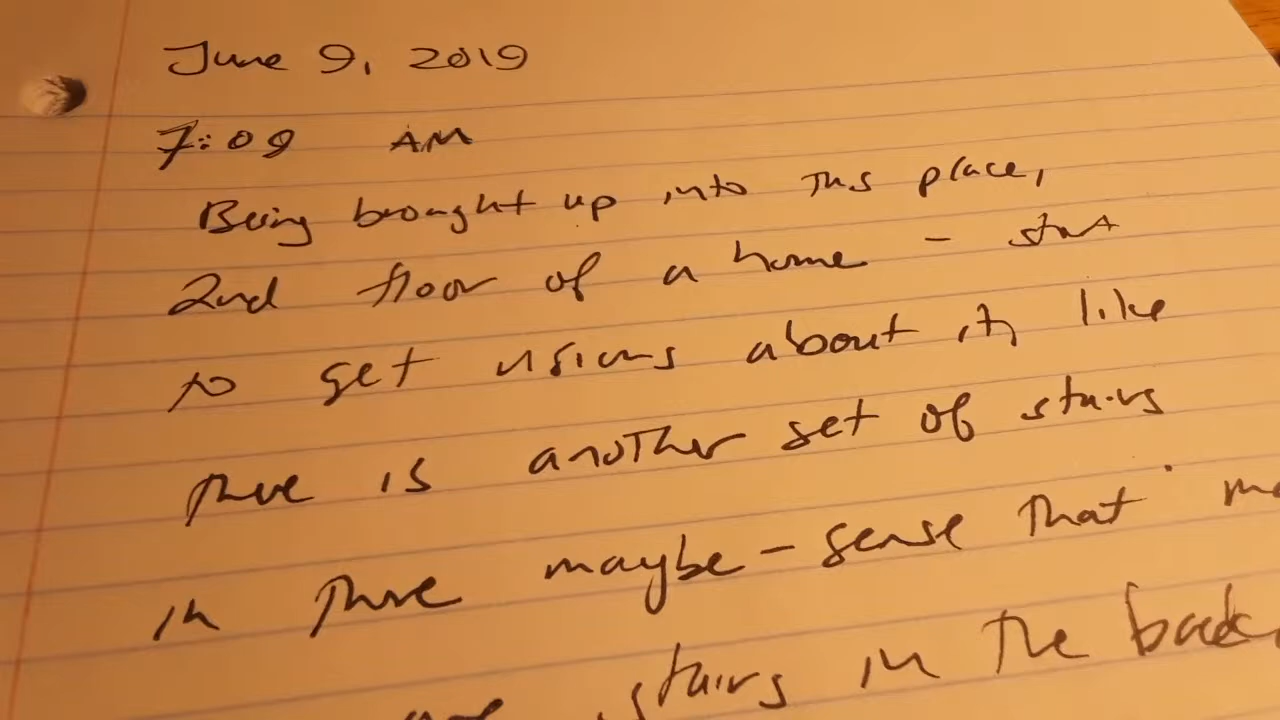 June 9, 2019
7:09 AM
Being brought up into this place,
2nd floor of a home - start
to get visions about it, like
there is another set of stairs
in there maybe - sense that
stairs in the back